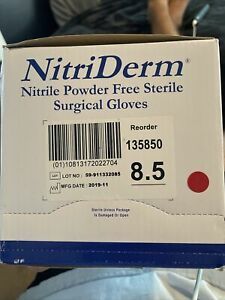 NitriDerm®
Nitrile Powder Free Sterile
Surgical Gloves
Reorder
135850
(01)10813172022704
LOT NO : 59-911332085
MFG DATE : 2019-11
8.5
Sterile Unless Package
is Damaged or Open